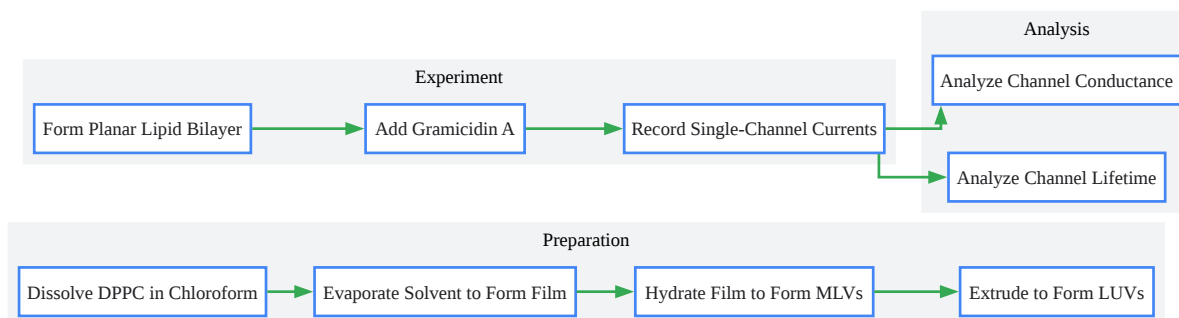 Analysis
Experiment
Analyze Channel Conductance
Form Planar Lipid Bilayer
Add Gramicidin A
Record Single-Channel Currents
Analyze Channel Lifetime
Preparation
Dissolve DPPC in Chloroform
Evaporate Solvent to Form Film
Hydrate Film to Form MLVs
Extrude to Form LUVs